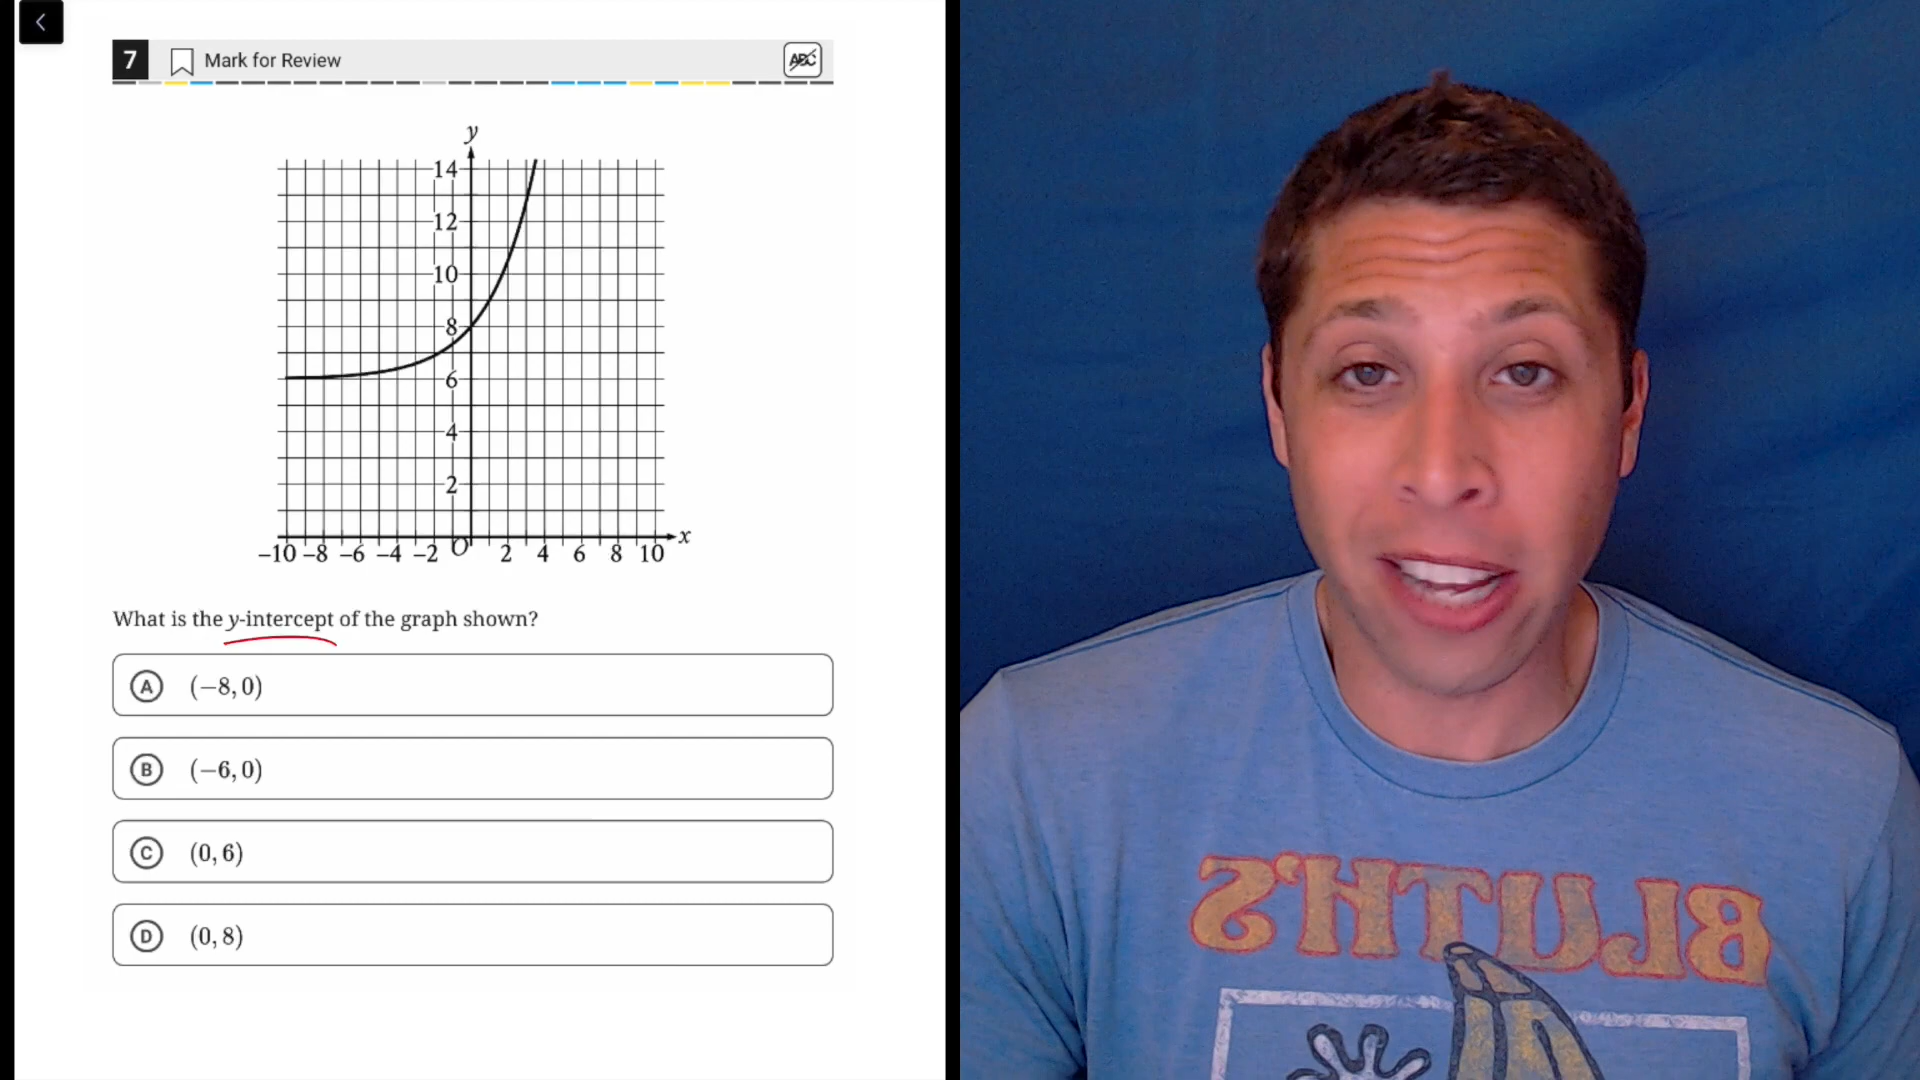 7 Mark for Review ABC
y
14
12
10
8
6
4
2
−10 −8 −6 −4 −2 O 2 4 6 8 10 x
What is the y-intercept of the graph shown?
A (−8, 0)
B (−6, 0)
C (0, 6)
D (0, 8)
BLUTH'S